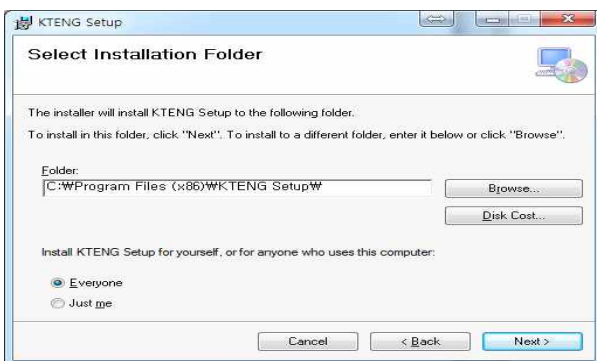 KTENG Setup
Select Installation Folder
The installer will install KTENG Setup to the following folder.
To install in this folder, click "Next". To install to a different folder, enter it below or click "Browse".
Folder:
C:₩Program Files (x86)₩KTENG Setup₩
Browse...
Disk Cost...
Install KTENG Setup for yourself, or for anyone who uses this computer:
Everyone
Just me
Cancel
< Back
Next >